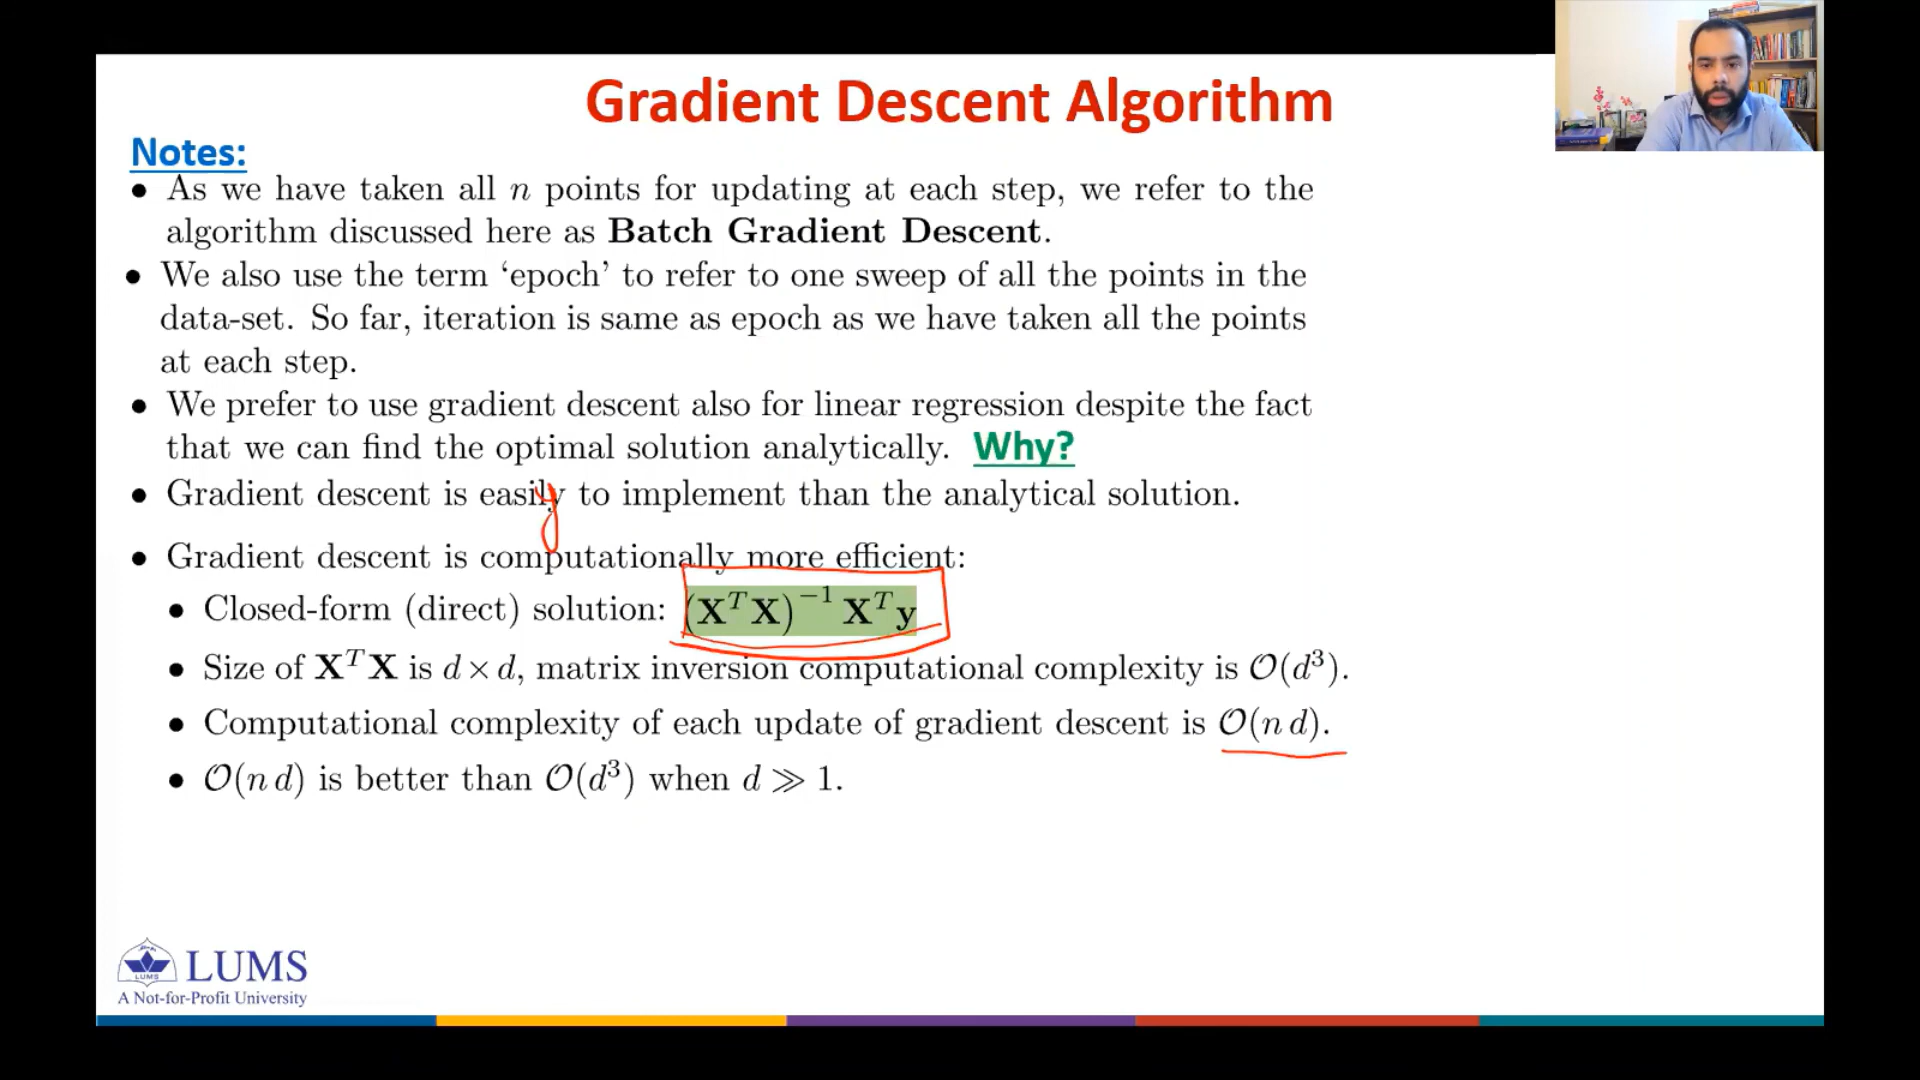 Gradient Descent Algorithm
Notes:
• As we have taken all n points for updating at each step, we refer to the
algorithm discussed here as Batch Gradient Descent.
• We also use the term ‘epoch’ to refer to one sweep of all the points in the
data-set. So far, iteration is same as epoch as we have taken all the points
at each step.
• We prefer to use gradient descent also for linear regression despite the fact
that we can find the optimal solution analytically. Why?
• Gradient descent is easily to implement than the analytical solution.
y
• Gradient descent is computationally more efficient:
• Closed-form (direct) solution: (XᵀX)⁻¹ Xᵀy
• Size of XᵀX is d × d, matrix inversion computational complexity is O(d³).
• Computational complexity of each update of gradient descent is O(n d).
• O(n d) is better than O(d³) when d ≫ 1.
LUMS
LUMS
A Not-for-Profit University